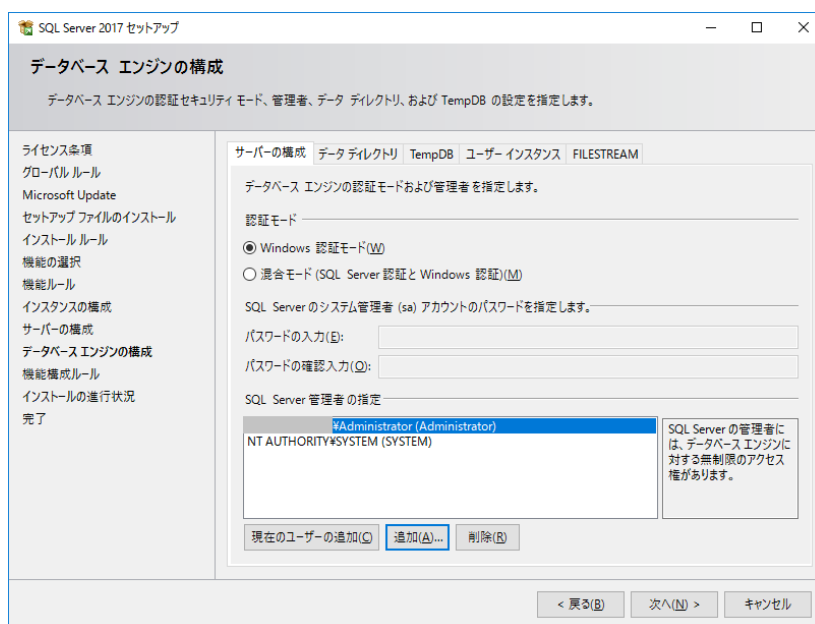 SQL Server 2017 セットアップ
データベース エンジンの構成
データベース エンジンの認証セキュリティ モード、管理者、データ ディレクトリ、および TempDB の設定を指定します。
ライセンス条項
グローバル ルール
Microsoft Update
セットアップ ファイルのインストール
インストール ルール
機能の選択
機能ルール
インスタンスの構成
サーバーの構成
データベース エンジンの構成
機能構成ルール
インストールの進行状況
完了
サーバーの構成 データ ディレクトリ TempDB ユーザー インスタンス FILESTREAM
データベース エンジンの認証モードおよび管理者を指定します。
認証モード
Windows 認証モード(W)
混合モード (SQL Server 認証と Windows 認証)(M)
SQL Server のシステム管理者 (sa) アカウントのパスワードを指定します。
パスワードの入力(E):
パスワードの確認入力(O):
SQL Server 管理者の指定
¥Administrator (Administrator)
NT AUTHORITY¥SYSTEM (SYSTEM)
SQL Server の管理者に
は、データベース エンジンに
対する無制限のアクセス
権があります。
現在のユーザーの追加(C) 追加(A)... 削除(R)
< 戻る(B) 次へ(N) > キャンセル